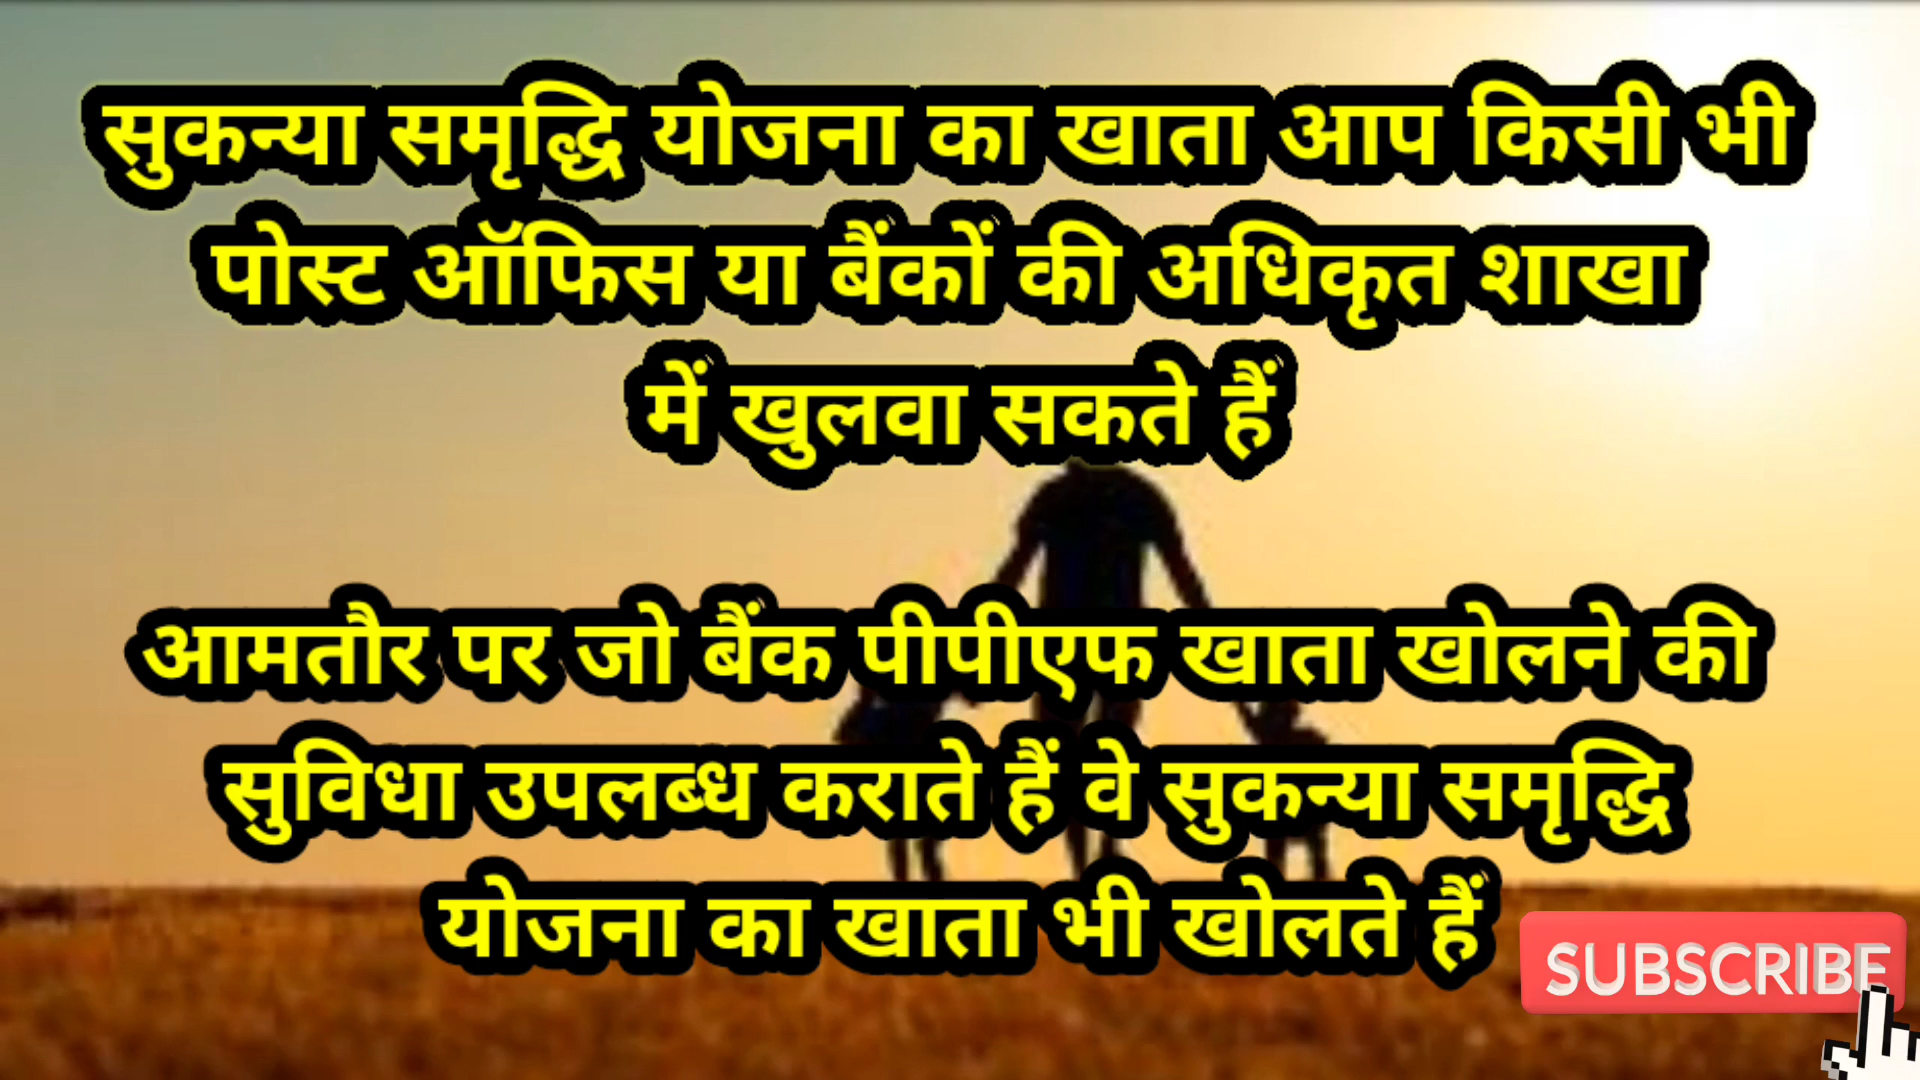 सुकन्या समृद्धि योजना का खाता आप किसी भी
पोस्ट ऑफिस या बैंकों की अधिकृत शाखा
में खुलवा सकते हैं
आमतौर पर जो बैंक पीपीएफ खाता खोलने की
सुविधा उपलब्ध कराते हैं वे सुकन्या समृद्धि
योजना का खाता भी खोलते हैं
SUBSCRIBE